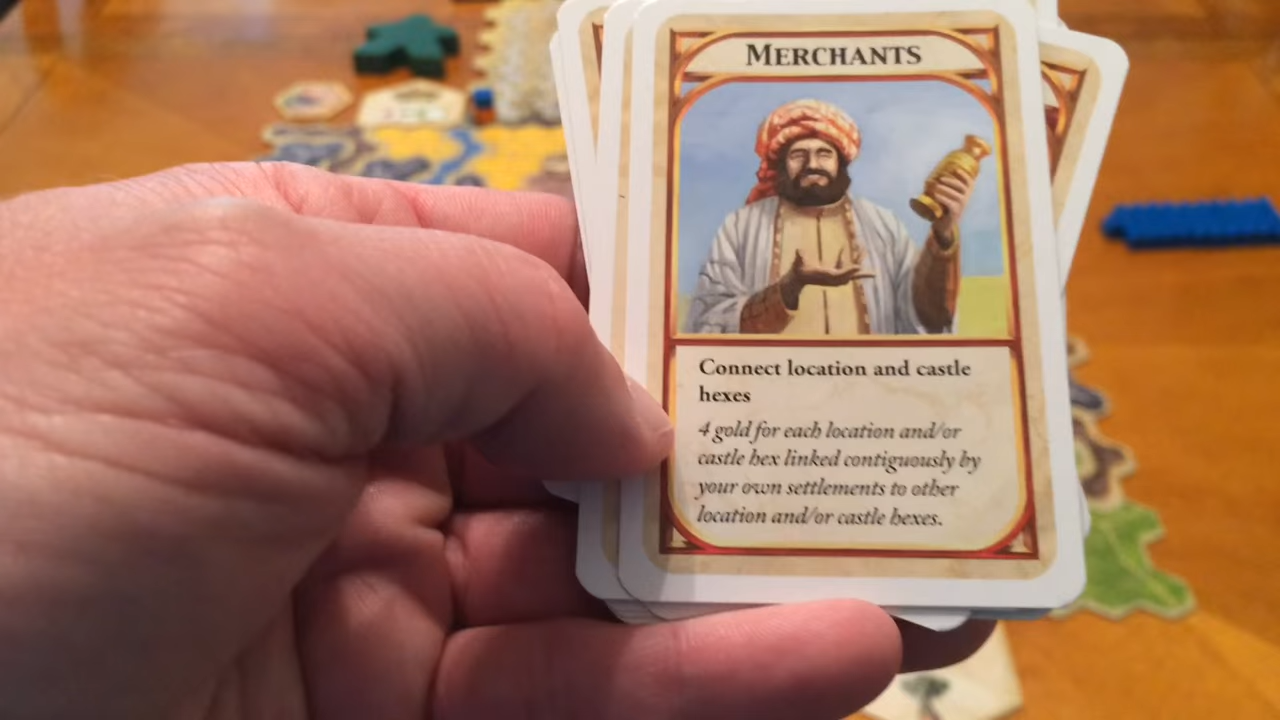 MERCHANTS
Connect location and castle
hexes
4 gold for each location and/or
castle hex linked contiguously by
your own settlements to other
location and/or castle hexes.